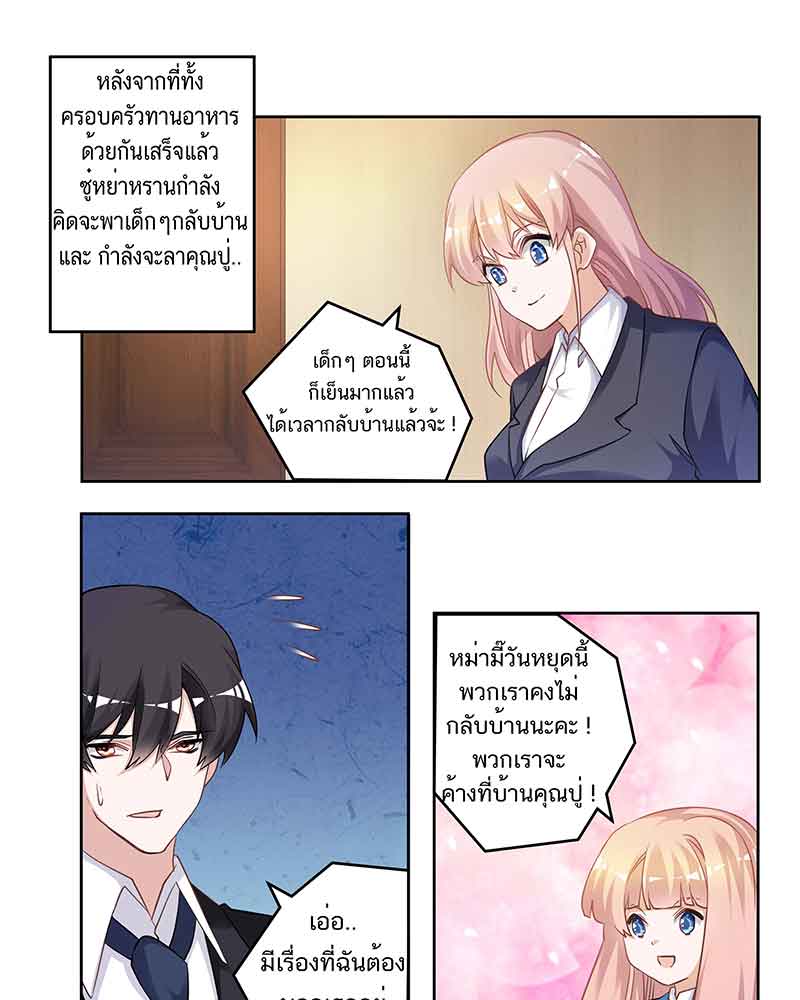 หลังจากที่ทั้ง
ครอบครัวทานอาหาร
ด้วยกันเสร็จแล้ว
ซู๋หย่าหรานกำลัง
คิดจะพาเด็กๆกลับบ้าน
และ กำลังจะลาคุณปู่..
เด็กๆ ตอนนี้
ก็เย็นมากแล้ว
ได้เวลากลับบ้านแล้วจ้ะ !
หม่ามี๊วันหยุดนี้
พวกเราคงไม่
กลับบ้านนะคะ !
พวกเราจะ
ค้างที่บ้านคุณปู่ !
เอ่อ..
มีเรื่องที่ฉันต้อง